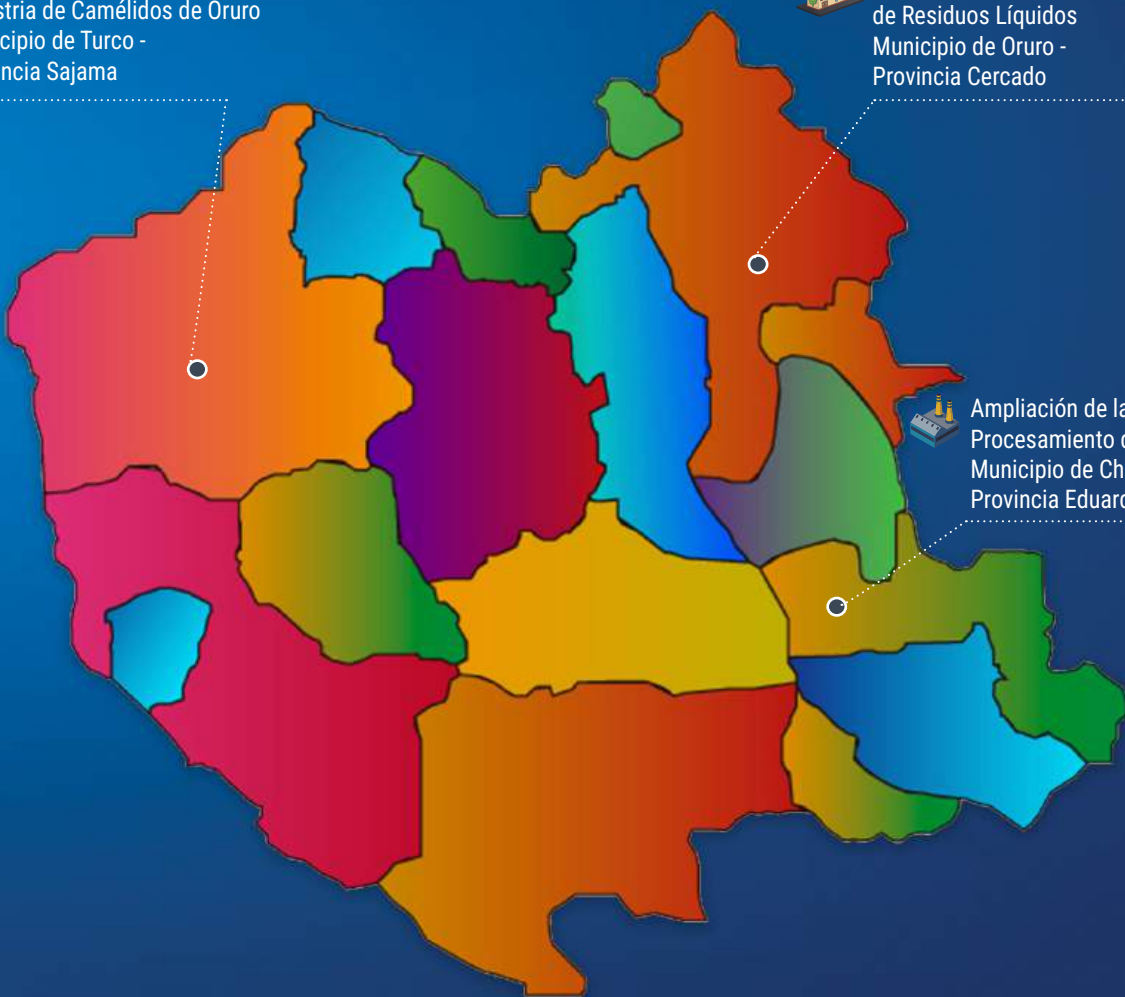 stria de Camélidos de Oruro
cipio de Turco -
ncia Sajama
de Residuos Líquidos
Municipio de Oruro -
Provincia Cercado
Ampliación de la
Procesamiento d
Municipio de Ch
Provincia Eduard